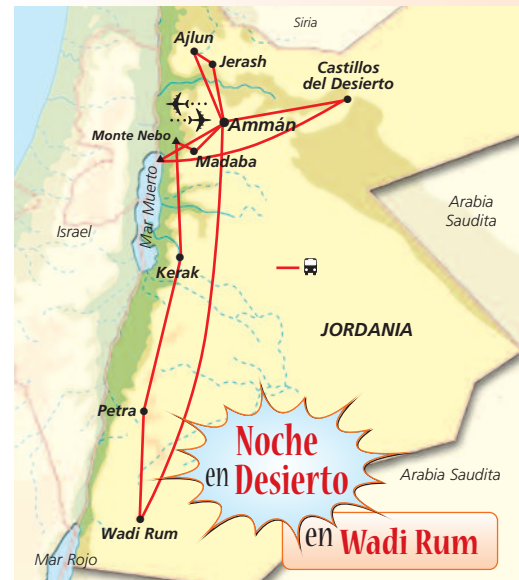 Siria
Ajlun
Jerash
Castillos
del Desierto
Ammán
Monte Nebo
Madaba
Mar Muerto
Arabia
Saudita
Israel
Kerak
JORDANIA
Petra
Noche
en Desierto
Arabia Saudita
Wadi Rum
en Wadi Rum
Mar Rojo